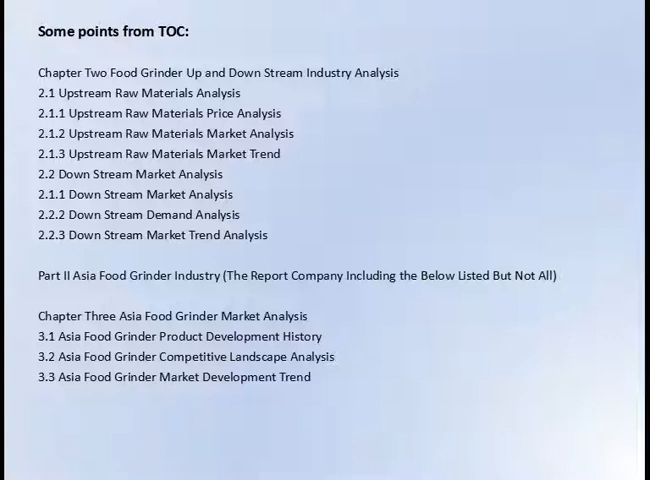 Some points from TOC:
Chapter Two Food Grinder Up and Down Stream Industry Analysis
2.1 Upstream Raw Materials Analysis
2.1.1 Upstream Raw Materials Price Analysis
2.1.2 Upstream Raw Materials Market Analysis
2.1.3 Upstream Raw Materials Market Trend
2.2 Down Stream Market Analysis
2.1.1 Down Stream Market Analysis
2.2.2 Down Stream Demand Analysis
2.2.3 Down Stream Market Trend Analysis
Part II Asia Food Grinder Industry (The Report Company Including the Below Listed But Not All)
Chapter Three Asia Food Grinder Market Analysis
3.1 Asia Food Grinder Product Development History
3.2 Asia Food Grinder Competitive Landscape Analysis
3.3 Asia Food Grinder Market Development Trend